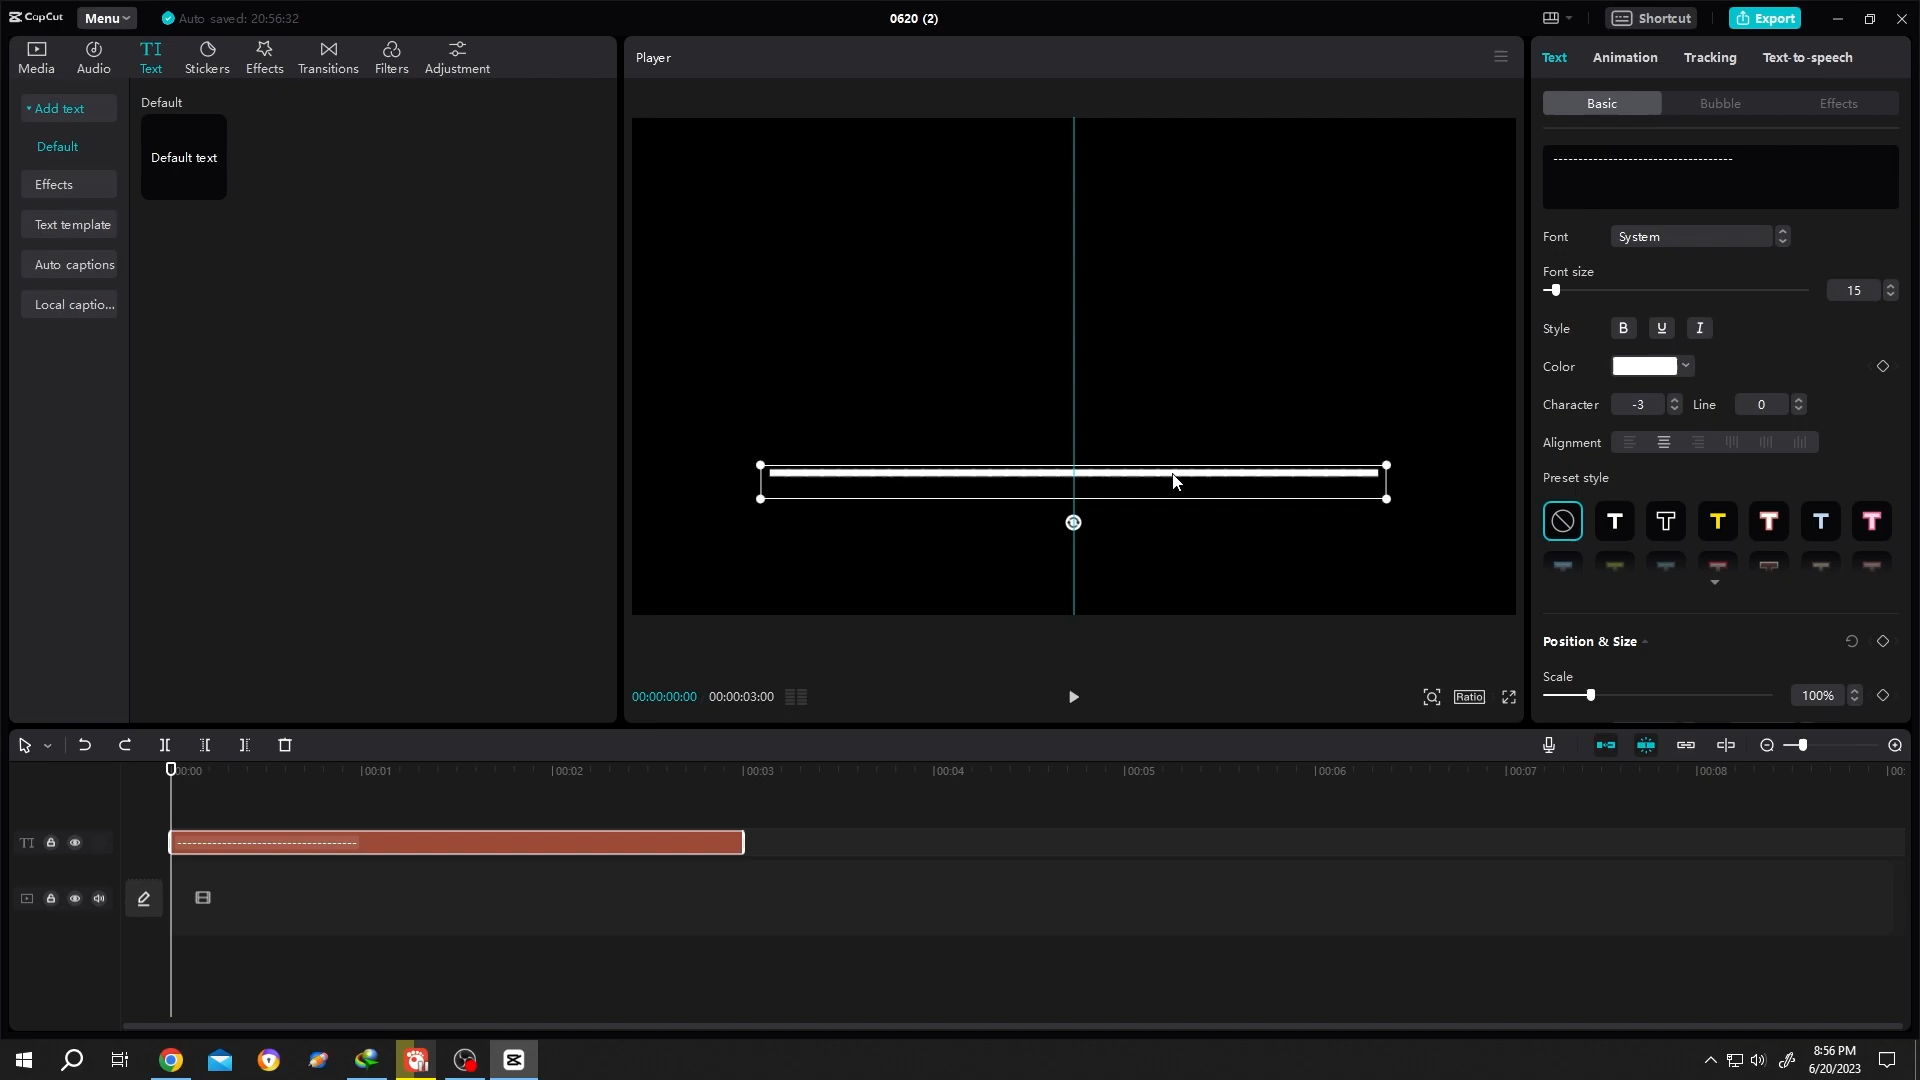 CapCut
Menu
Auto saved: 20:56:32
0620 (2)
Shortcut
Export
Media
Audio
TI
Text
Stickers
Effects
Transitions
Filters
Adjustment
Add text
Default
Effects
Text template
Auto captions
Local captio...
Default
Default text
Player
00:00:00:00 00:00:03:00
Ratio
Text
Animation
Tracking
Text-to-speech
Basic
Bubble
Effects
------------------------------------
Font
System
Font size
15
Style
B U I
Color
Character
-3
Line
0
Alignment
Preset style
T T T T T T
Position & Size
Scale
100%
00:00 00:01 00:02 00:03 00:04 00:05 00:06 00:07 00:08 00:
TI
------------------------------------
8:56 PM
6/20/2023